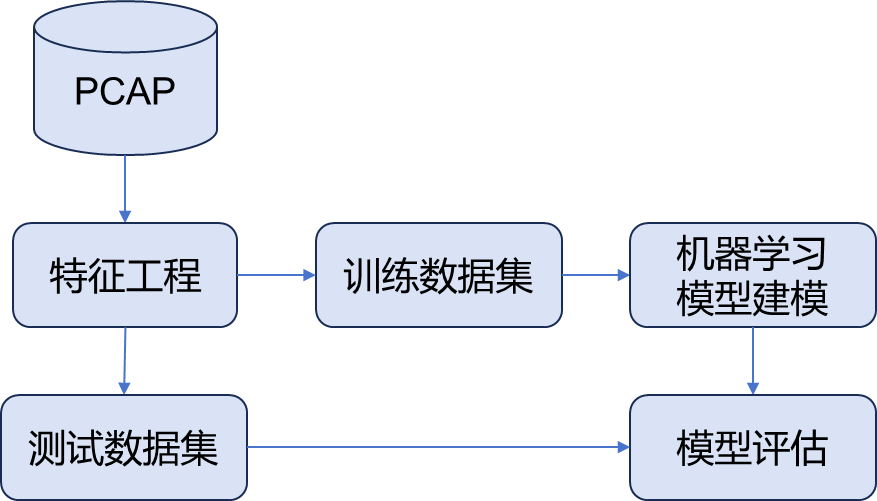 PCAP
特征工程
训练数据集
机器学习
模型建模
测试数据集
模型评估